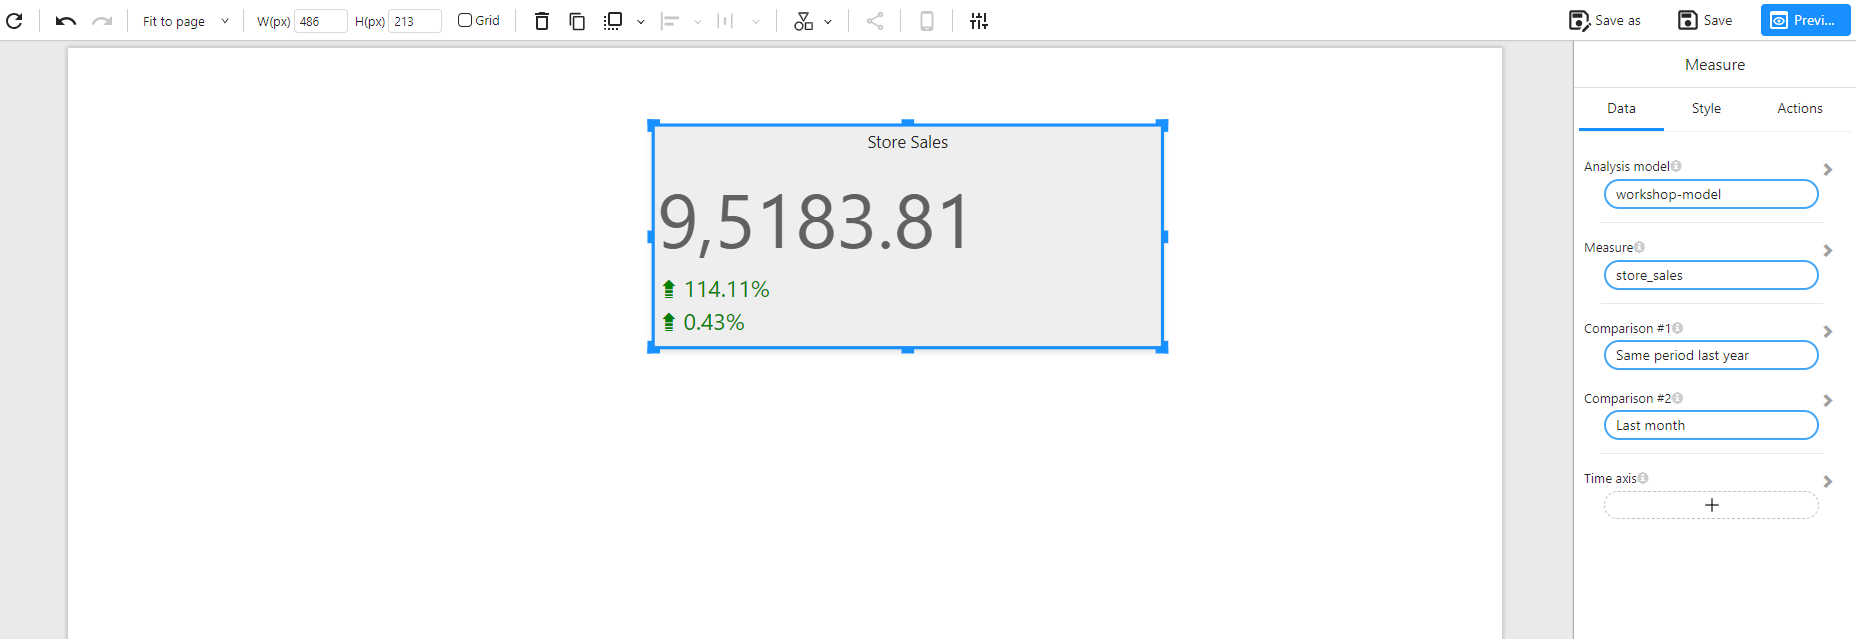 Fit to page W(px) 486 H(px) 213 Grid Save as Save Previ...
Measure
Data Style Actions
Store Sales
9,5183.81
114.11%
0.43%
Analysis model
workshop-model
Measure
store_sales
Comparison #1
Same period last year
Comparison #2
Last month
Time axis